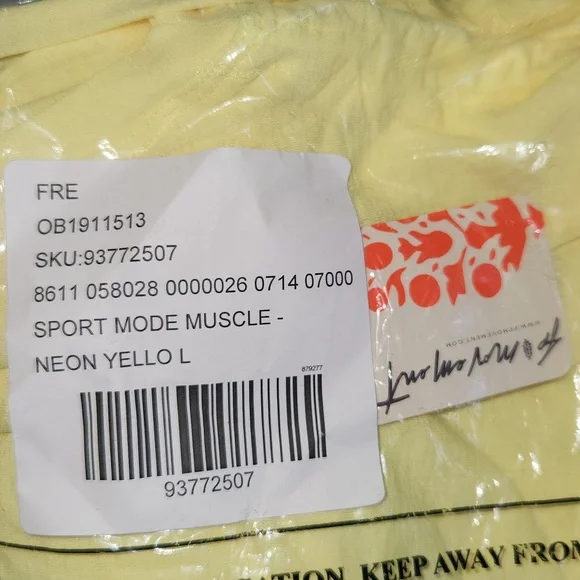 FRE
OB1911513
SKU:93772507
8611 058028 0000026 0714 07000
SPORT MODE MUSCLE -
NEON YELLO L
879277
93772507
WWW.FPMOVEMENT.COM
FP Movement
KEEP AWAY FROM